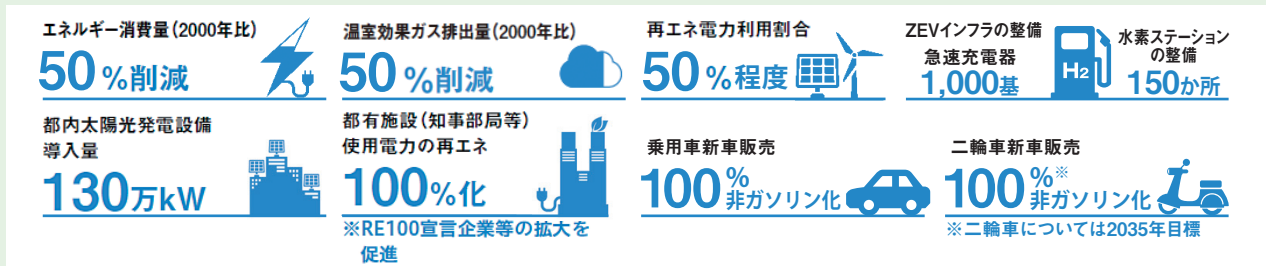 エネルギー消費量(2000年比)
50%削減
温室効果ガス排出量(2000年比)
50%削減
再エネ電力利用割合
50%程度
ZEVインフラの整備
急速充電器
1,000基
H2
水素ステーション
の整備
150か所
都内太陽光発電設備
導入量
130万kW
都有施設(知事部局等)
使用電力の再エネ
100%化
※RE100宣言企業等の拡大を
促進
乗用車新車販売
100%
非ガソリン化
二輪車新車販売
100%※
非ガソリン化
※二輪車については2035年目標